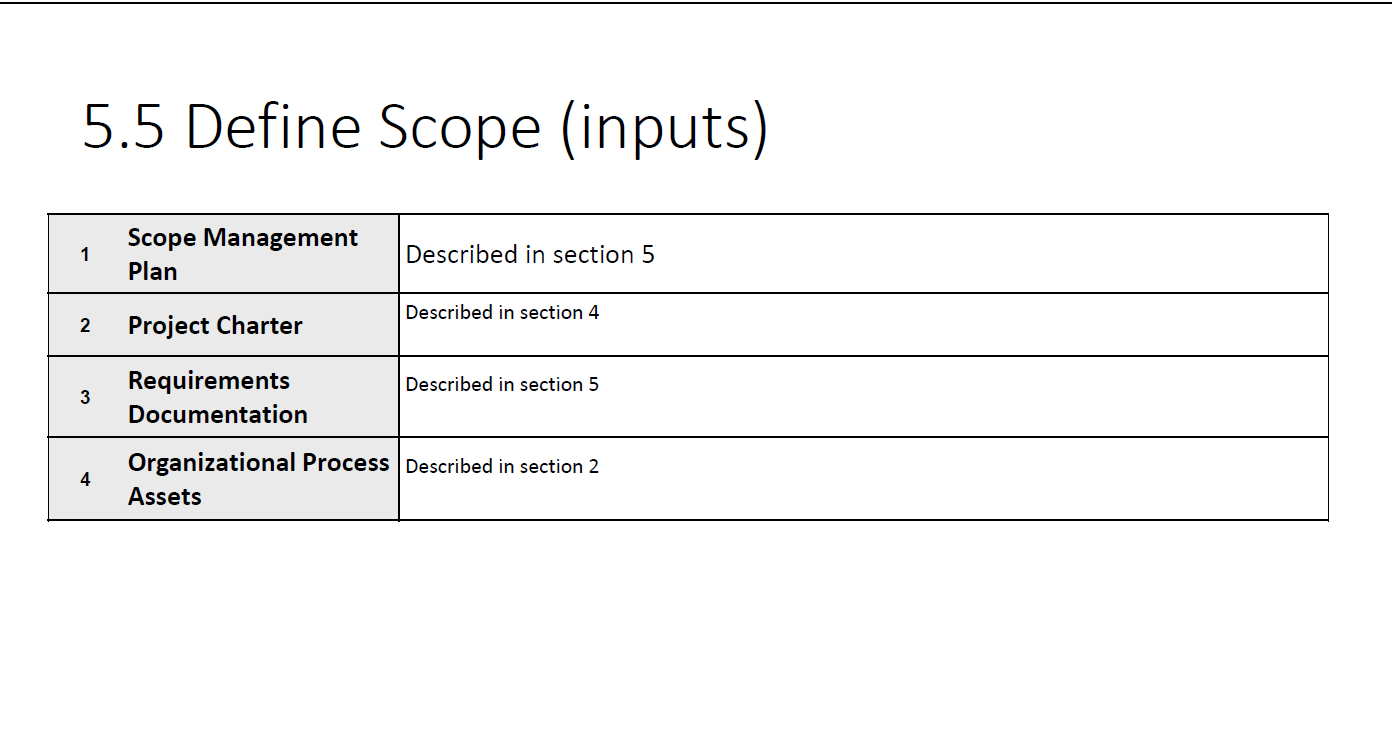 5.5 Define Scope (inputs)
1 Scope Management Plan Described in section 5
2 Project Charter Described in section 4
3 Requirements Documentation Described in section 5
4 Organizational Process Assets Described in section 2